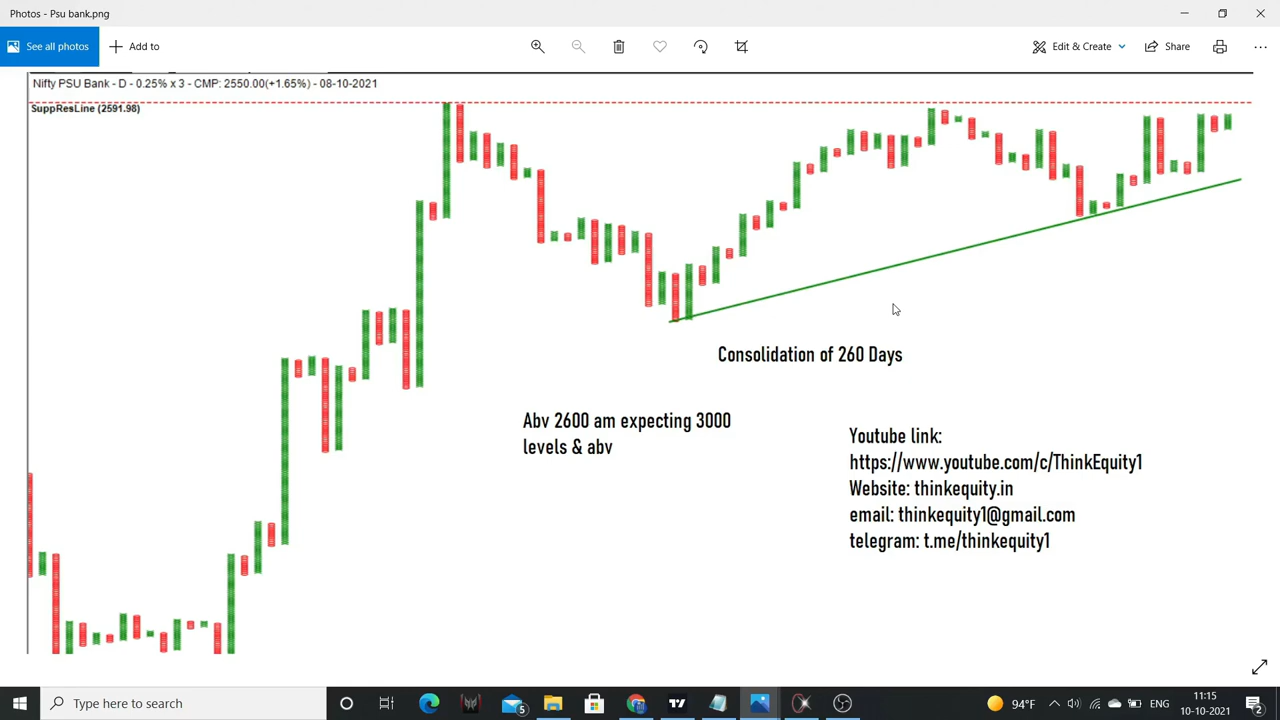 Photos - Psu bank.png
See all photos
Add to
Edit & Create
Share
Nifty PSU Bank - D - 0.25% x 3 - CMP: 2550.00(+1.65%) - 08-10-2021
SuppResLine (2591.98)
Consolidation of 260 Days
Abv 2600 am expecting 3000
levels & abv
Youtube link:
https://www.youtube.com/c/ThinkEquity1
Website: thinkequity.in
email: thinkequity1@gmail.com
telegram: t.me/thinkequity1
Type here to search
5
94°F
ENG
11:15
10-10-2021
2